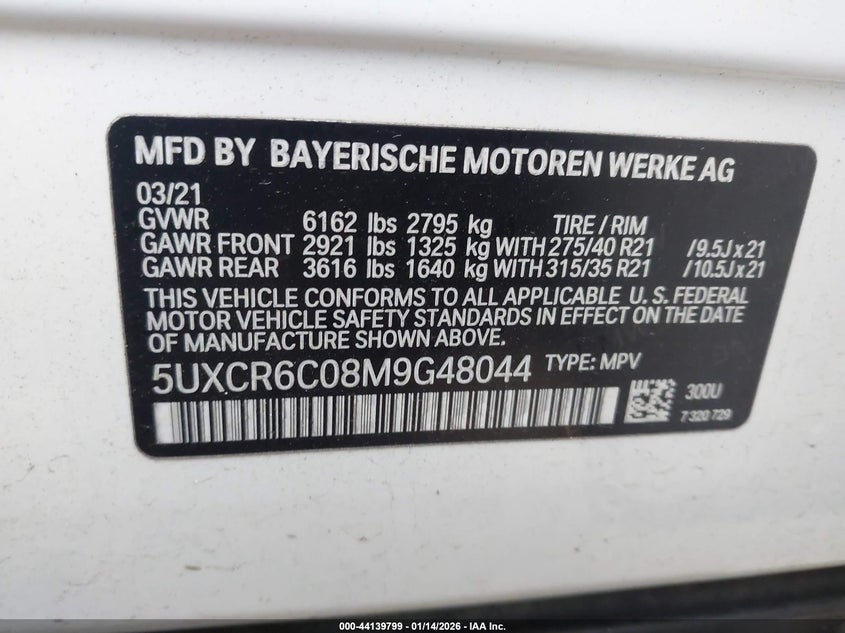 MFD BY BAYERISCHE MOTOREN WERKE AG
03/21
GVWR 6162 lbs 2795 kg TIRE / RIM
GAWR FRONT 2921 lbs 1325 kg WITH 275/40 R21 /9.5J x 21
GAWR REAR 3616 lbs 1640 kg WITH 315/35 R21 /10.5J x 21
THIS VEHICLE CONFORMS TO ALL APPLICABLE U. S. FEDERAL
MOTOR VEHICLE SAFETY STANDARDS IN EFFECT ON THE DATE
OF MANUFACTURE SHOWN ABOVE.
5UXCR6C08M9G48044 TYPE: MPV
300U
7 320 729
000-44139799 - 01/14/2026 - IAA Inc.